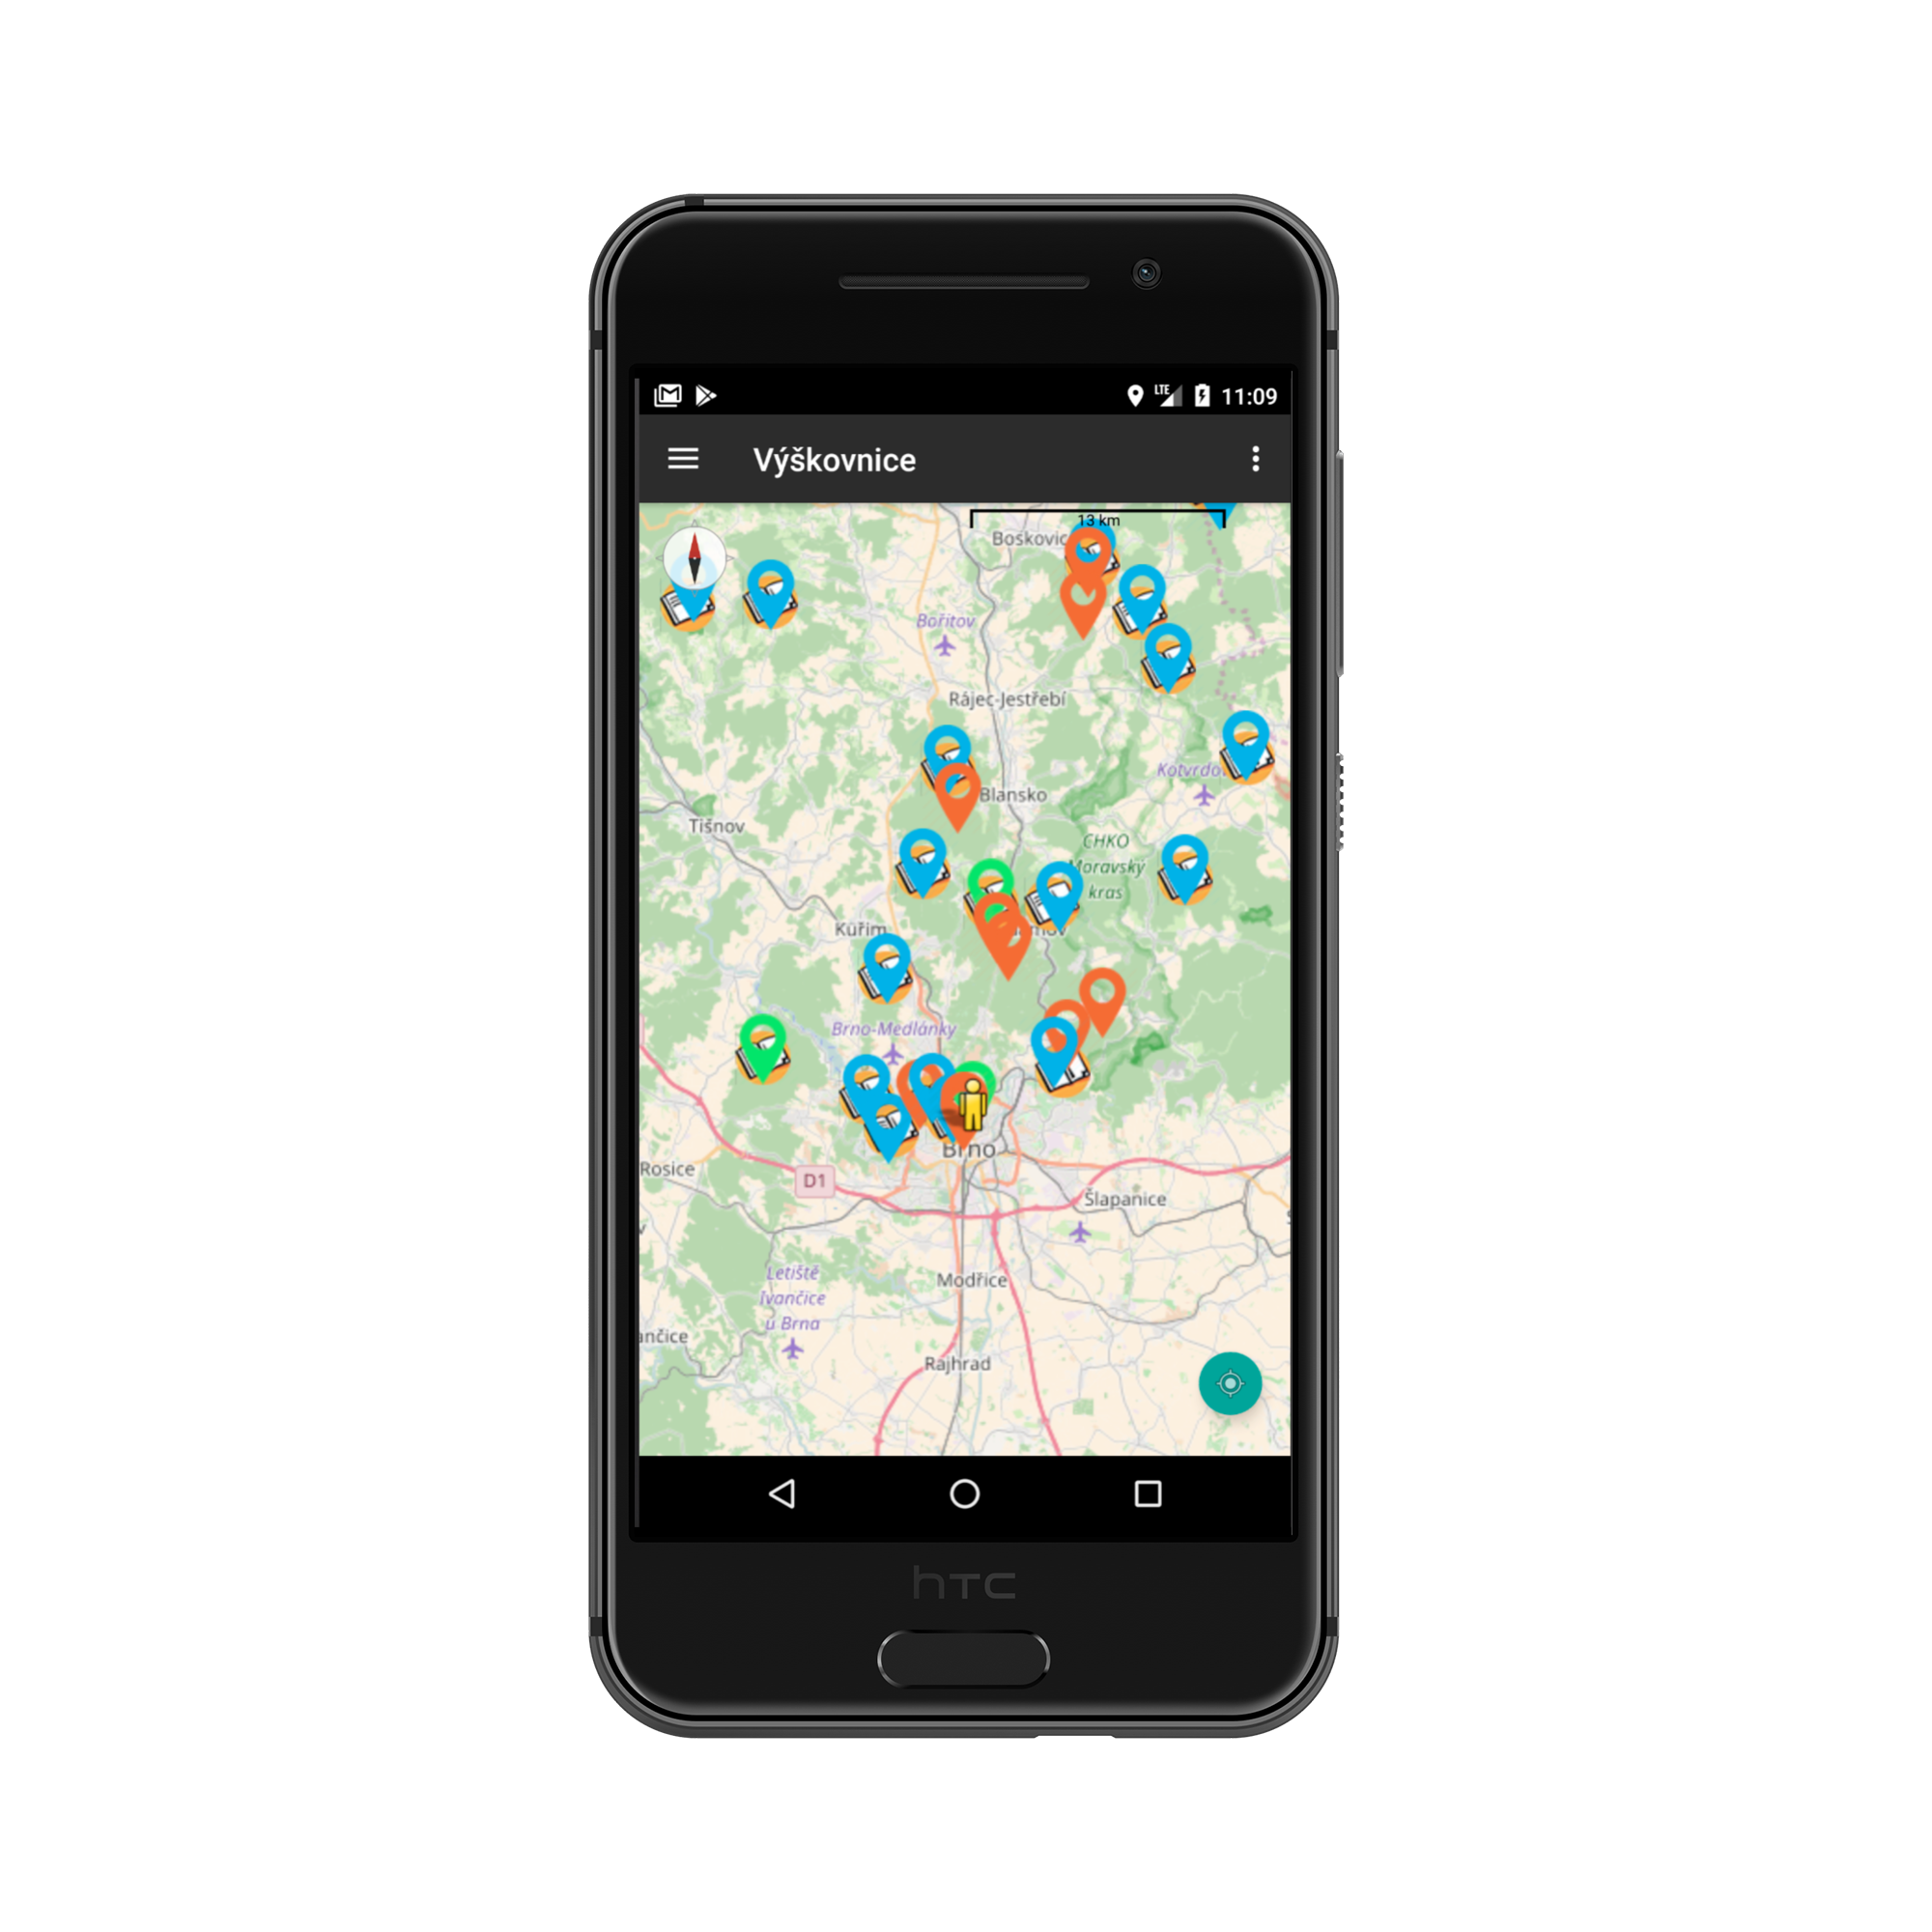 LTE 11:09
Výškovnice
13 km
Boskovic
Bořitov
Rájec-Jestřebí
Kotvrdo
Blansko
Tišnov
CHKO
Moravský
kras
Kuřim
Brno-Medlánky
Brno
Rosice
D1
Šlapanice
Letiště
Ivančice
u Brna
Modřice
ančice
Rajhrad
htc